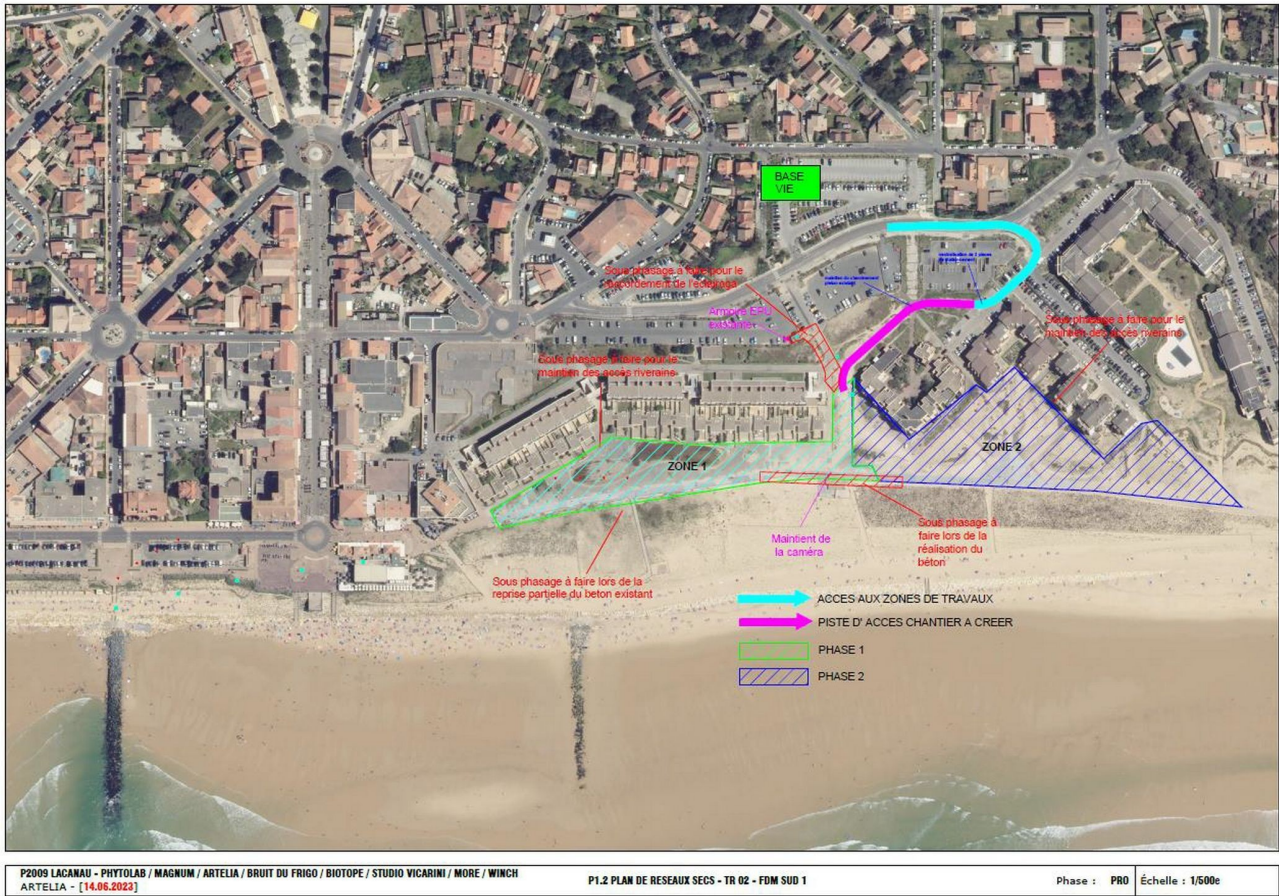 BASE
VIE
Sous phasage à faire pour le
raccordement de l'éclairage
Armoire EPU
existante
Sous phasage à faire pour le
maintien des accès riverains
Sous phasage à faire pour le
maintien des accès riverains
ZONE 1
ZONE 2
Maintient de
la caméra
Sous phasage à
faire lors de la
réalisation du
béton
Sous phasage à faire lors de la
reprise partielle du beton existant
ACCES AUX ZONES DE TRAVAUX
PISTE D' ACCES CHANTIER A CREER
PHASE 1
PHASE 2
P2009 LACANAU - PHYTOLAB / MAGNUM / ARTELIA / BRUIT DU FRIGO / BIOTOPE / STUDIO VICARINI / MORE / WINCH
ARTELIA - [14.06.2023]
P1.2 PLAN DE RESEAUX SECS - TR 02 - FDM SUD 1
Phase : PRO
Échelle : 1/500e